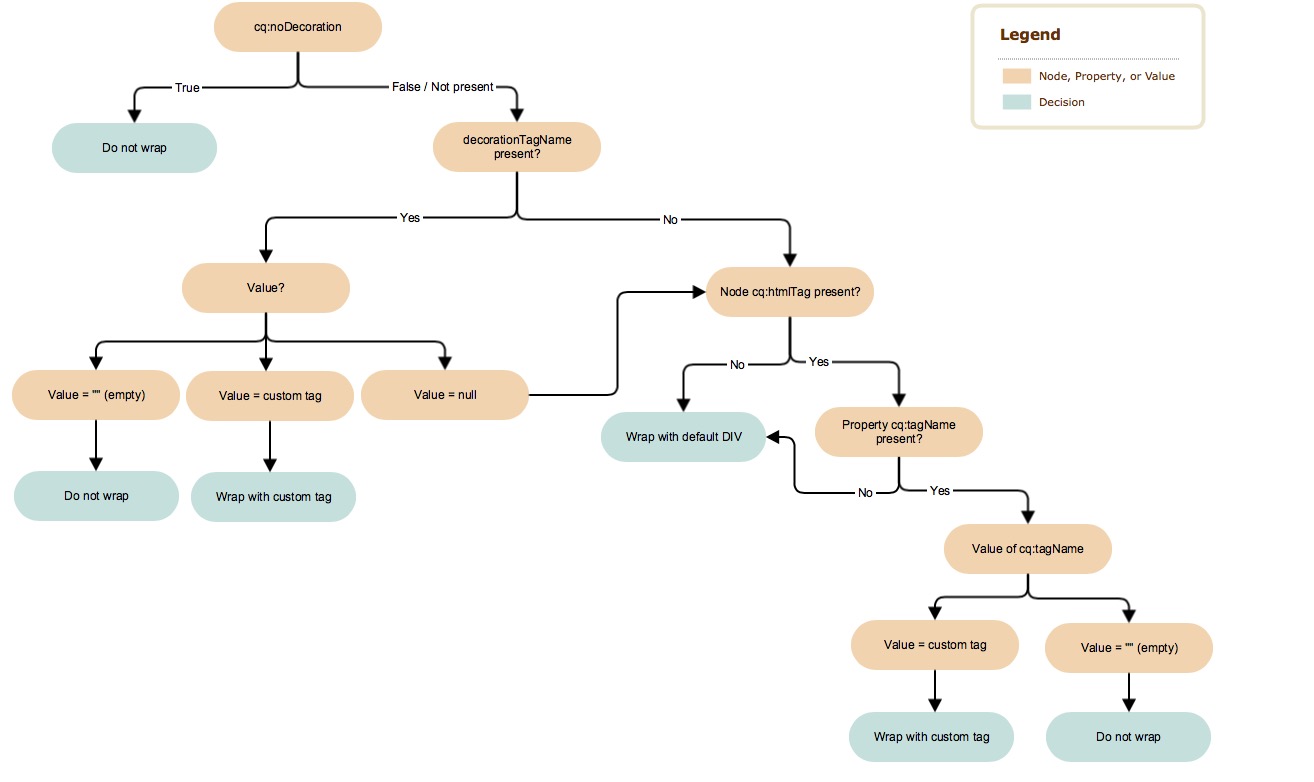 cq:noDecoration
Legend
Node, Property, or Value
Decision
True
False / Not present
Do not wrap
decorationTagName
present?
Yes
No
Value?
Node cq:htmlTag present?
No
Yes
Value = "" (empty)
Value = custom tag
Value = null
Wrap with default DIV
Property cq:tagName
present?
Do not wrap
Wrap with custom tag
No
Yes
Value of cq:tagName
Value = custom tag
Value = "" (empty)
Wrap with custom tag
Do not wrap